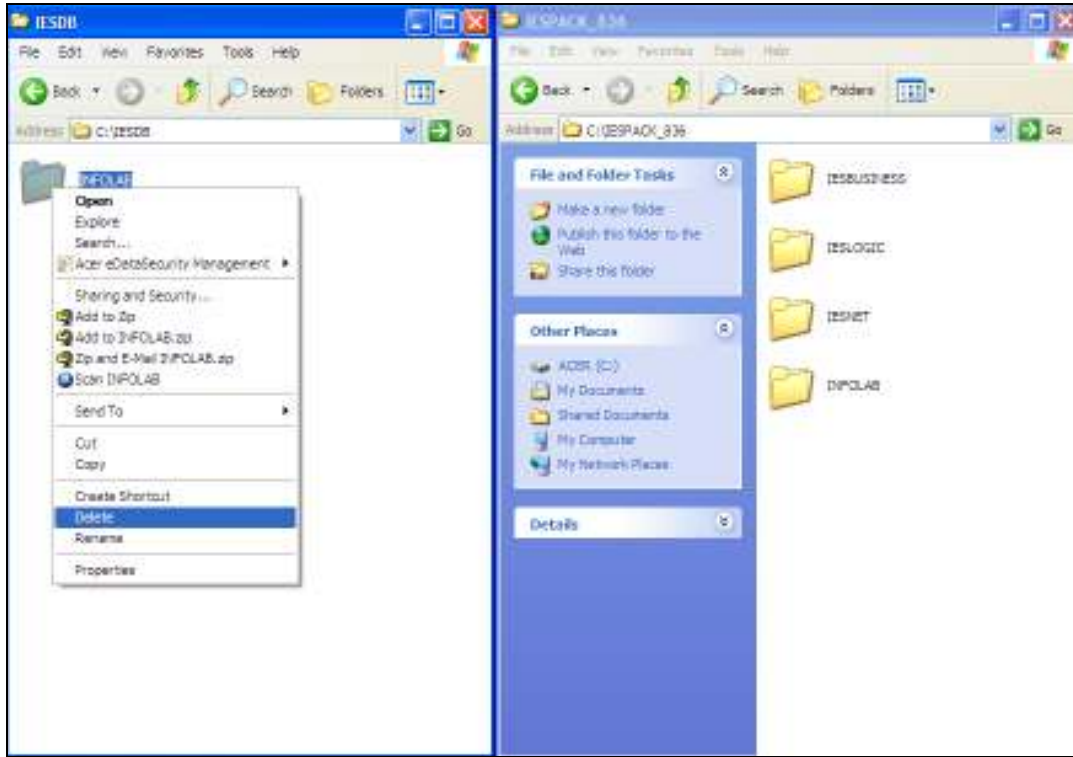 IESDB
File Edit View Favorites Tools Help
Back Search Folders
Address C:\IESDB Go
INFOLAB
Open
Explore
Search...
Acer eDataSecurity Management
Sharing and Security...
Add to Zip
Add to INFOLAB.zip
Zip and E-Mail INFOLAB.zip
Scan INFOLAB
Send To
Cut
Copy
Create Shortcut
Delete
Rename
Properties
IESPACK_836
File Edit View Favorites Tools Help
Back Search Folders
Address C:\IESPACK_836 Go
File and Folder Tasks
Make a new folder
Publish this folder to the
Web
Share this folder
Other Places
ACER (C:)
My Documents
Shared Documents
My Computer
My Network Places
Details
IESBUSINESS
IESLOGIC
IESNET
INFOLAB